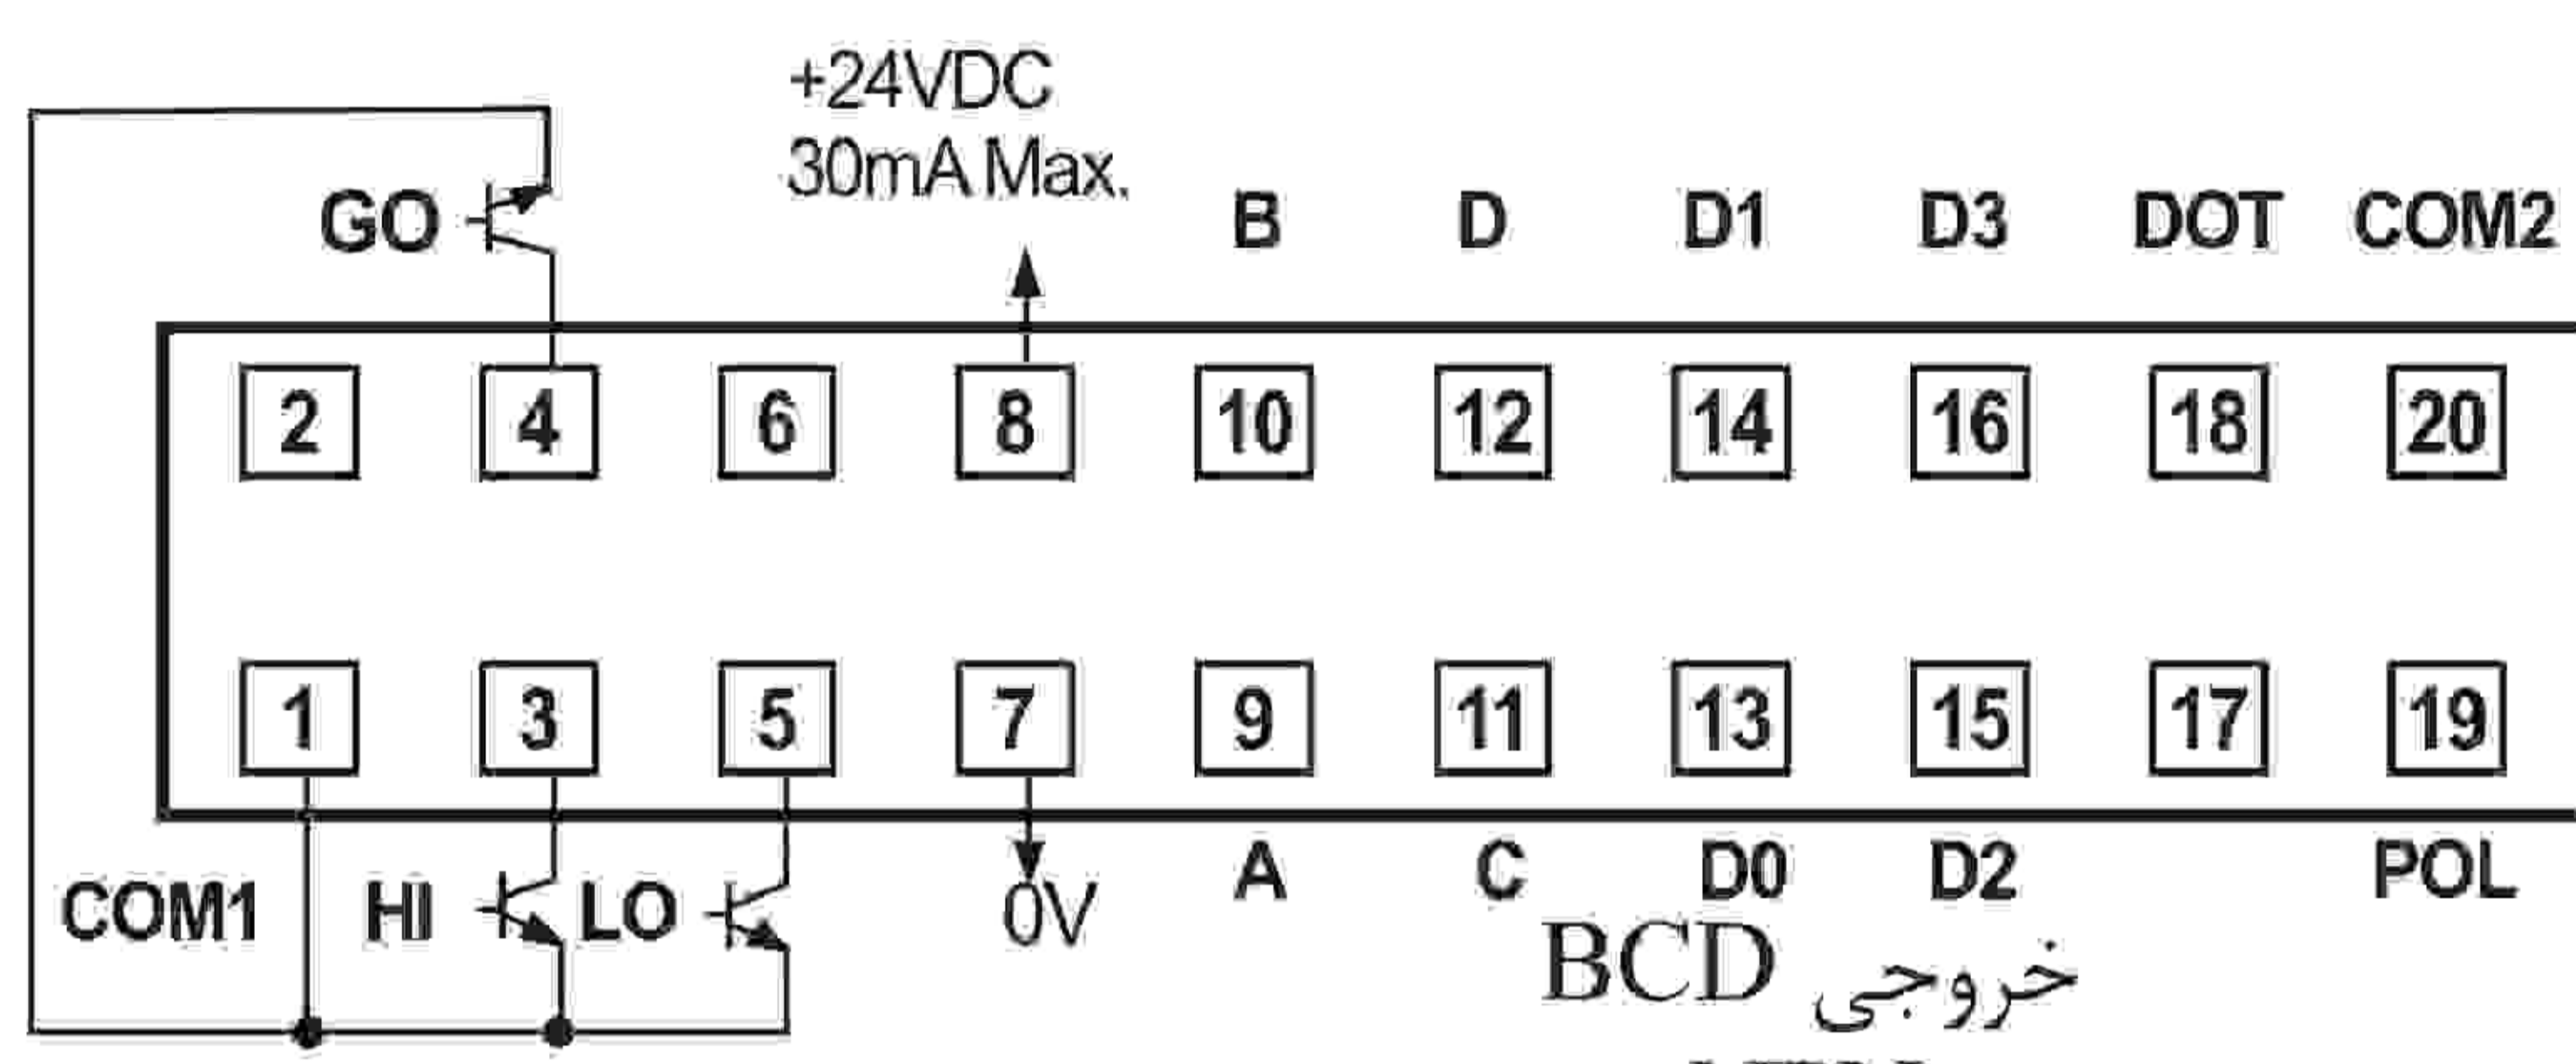 +24VDC
30mA Max.
GO B D D1 D3 DOT COM2
2 4 6 8 10 12 14 16 18 20
1 3 5 7 9 11 13 15 17 19
COM1 HI LO 0V A C D0 D2 POL
خروجی BCD